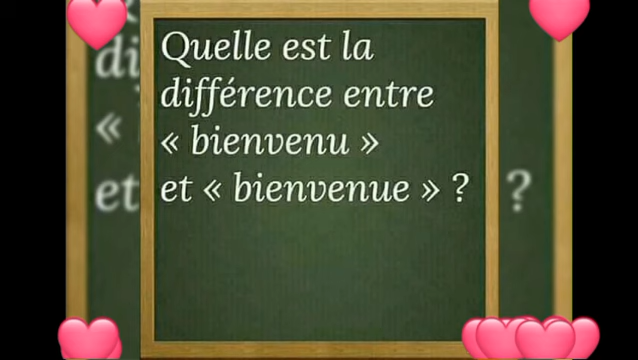 Quelle est la
différence entre
« bienvenu »
et « bienvenue » ?